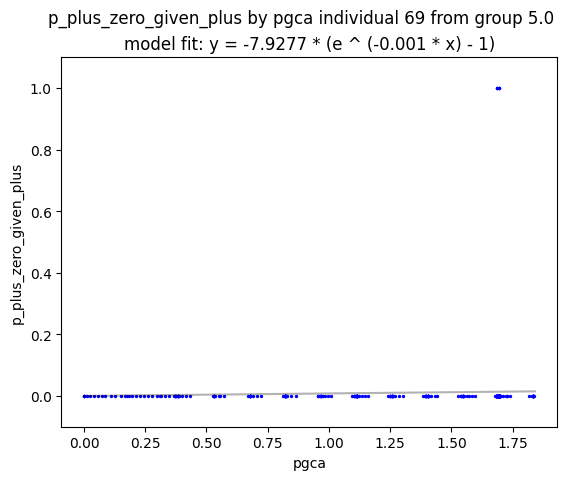 p_plus_zero_given_plus by pgca individual 69 from group 5.0
model fit: y = -7.9277 * (e ^ (-0.001 * x) - 1)
1.0
0.8
0.6
0.4
0.2
0.0
p_plus_zero_given_plus
0.00 0.25 0.50 0.75 1.00 1.25 1.50 1.75
pgca